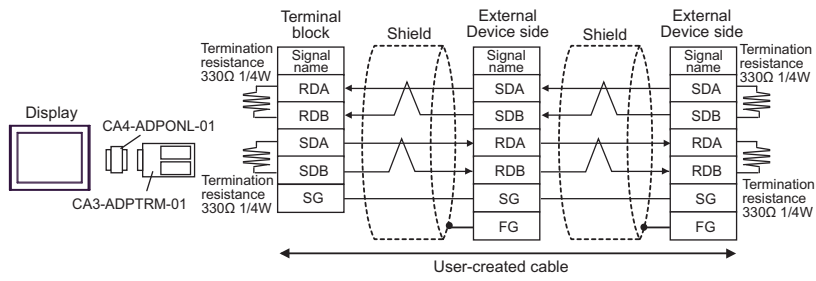 Terminal
block
Shield
External
Device side
Shield
External
Device side
Termination
resistance
330Ω 1/4W
Signal
name
Signal
name
Signal
name
Termination
resistance
330Ω 1/4W
RDA
SDA
SDA
RDB
SDB
SDB
Display
CA4-ADPONL-01
SDA
RDA
RDA
SDB
RDB
RDB
CA3-ADPTRM-01
Termination
resistance
330Ω 1/4W
SG
SG
SG
Termination
resistance
330Ω 1/4W
FG
FG
User-created cable